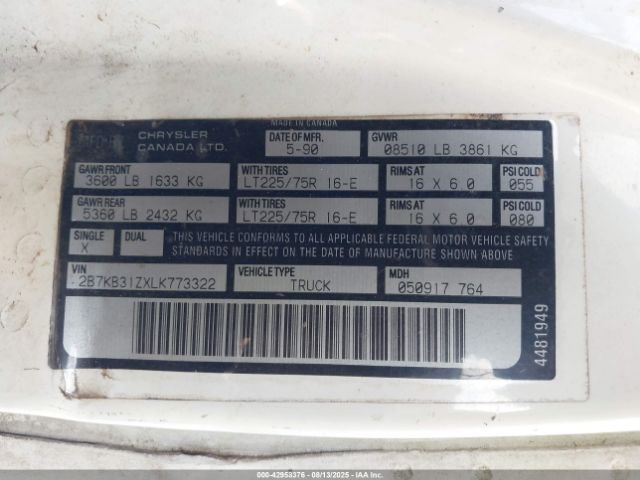 MADE IN CANADA
MFD BY CHRYSLER CANADA LTD.
DATE OF MFR. 5-90
GVWR 08510 LB 3861 KG
GAWR FRONT 3600 LB 1633 KG
WITH TIRES LT225/75R 16-E
RIMS AT 16 X 6.0
PSI COLD 055
GAWR REAR 5360 LB 2432 KG
WITH TIRES LT225/75R 16-E
RIMS AT 16 X 6.0
PSI COLD 080
SINGLE X DUAL
THIS VEHICLE CONFORMS TO ALL APPLICABLE FEDERAL MOTOR VEHICLE SAFETY
STANDARDS IN EFFECT ON THE DATE OF MANUFACTURE SHOWN ABOVE.
VIN 2B7KB31ZXLK773322
VEHICLE TYPE TRUCK
MDH 050917 764
4481949
000-42958376 - 08/13/2025 - IAA, Inc.